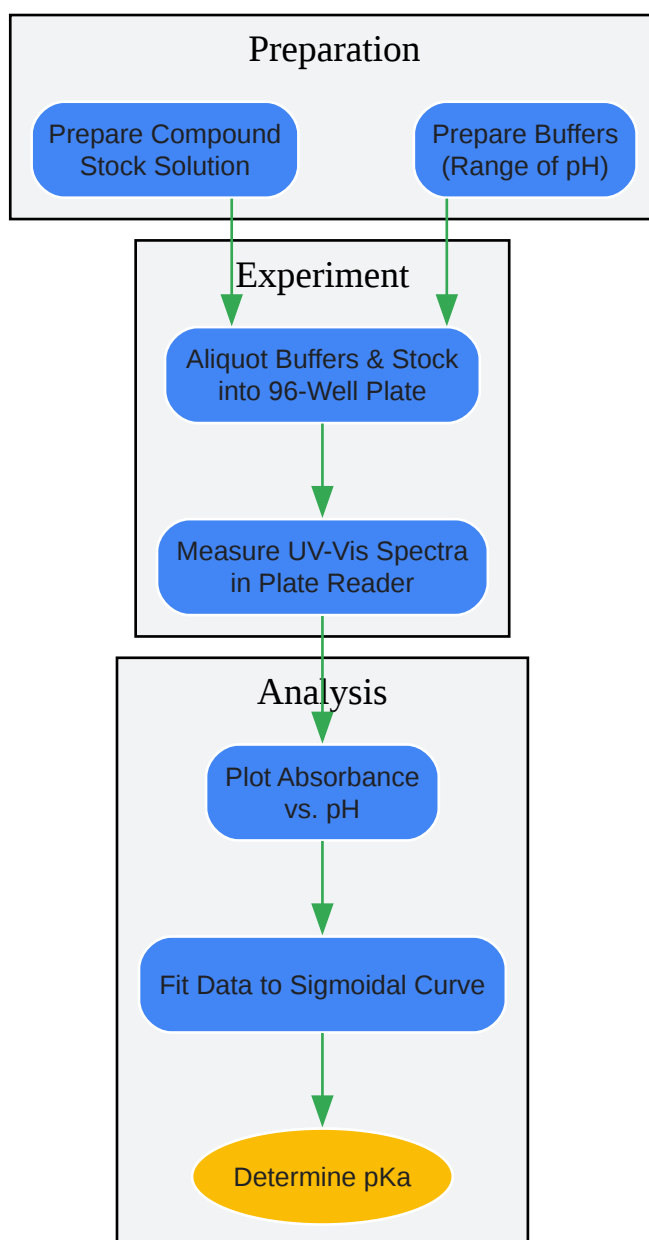 Preparation
Prepare Compound
Stock Solution
Prepare Buffers
(Range of pH)
Experiment
Aliquot Buffers & Stock
into 96-Well Plate
Measure UV-Vis Spectra
in Plate Reader
Analysis
Plot Absorbance
vs. pH
Fit Data to Sigmoidal Curve
Determine pKa